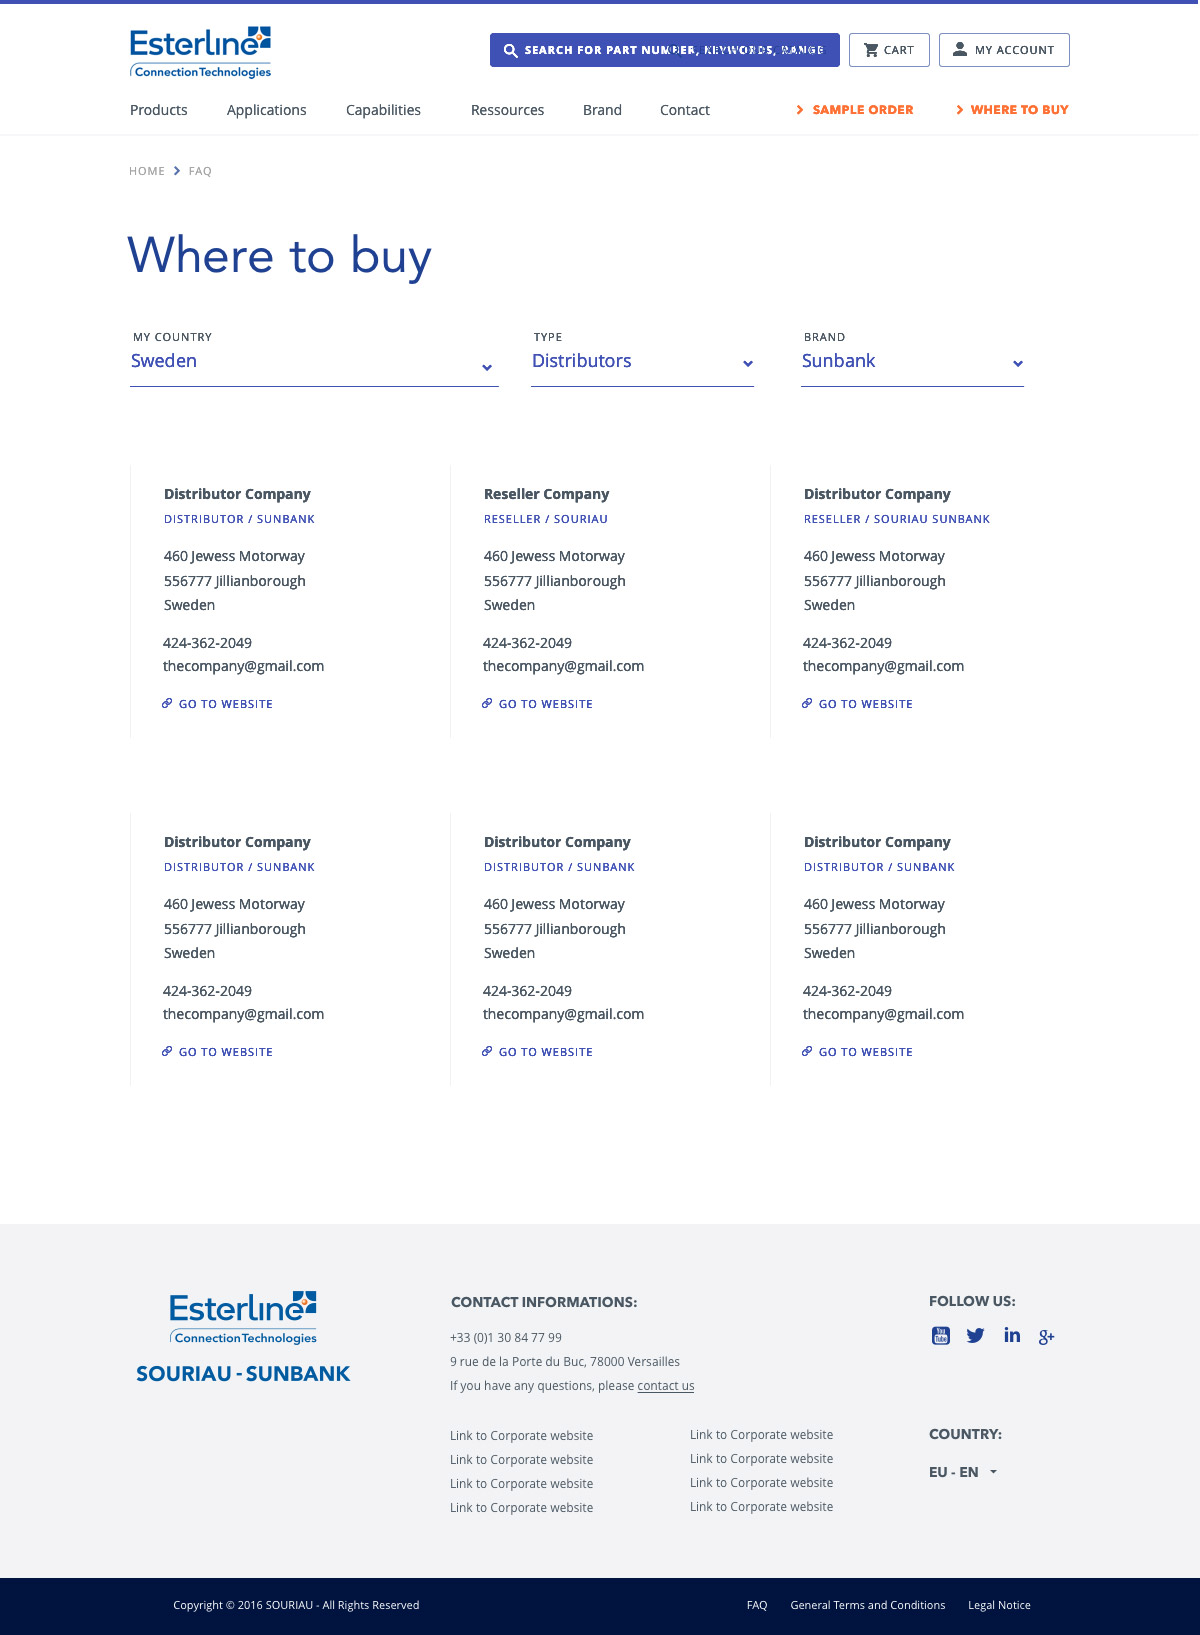 Esterline
Connection Technologies
SEARCH FOR PART NUMBER, KEYWORDS, RANGE
CART
MY ACCOUNT
Products
Applications
Capabilities
Ressources
Brand
Contact
SAMPLE ORDER
WHERE TO BUY
HOME
FAQ
Where to buy
MY COUNTRY
Sweden
TYPE
Distributors
BRAND
Sunbank
Distributor Company
DISTRIBUTOR / SUNBANK
460 Jewess Motorway
556777 Jillianborough
Sweden
424-362-2049
thecompany@gmail.com
GO TO WEBSITE
Reseller Company
RESELLER / SOURIAU
460 Jewess Motorway
556777 Jillianborough
Sweden
424-362-2049
thecompany@gmail.com
GO TO WEBSITE
Distributor Company
RESELLER / SOURIAU SUNBANK
460 Jewess Motorway
556777 Jillianborough
Sweden
424-362-2049
thecompany@gmail.com
GO TO WEBSITE
Distributor Company
DISTRIBUTOR / SUNBANK
460 Jewess Motorway
556777 Jillianborough
Sweden
424-362-2049
thecompany@gmail.com
GO TO WEBSITE
Distributor Company
DISTRIBUTOR / SUNBANK
460 Jewess Motorway
556777 Jillianborough
Sweden
424-362-2049
thecompany@gmail.com
GO TO WEBSITE
Distributor Company
DISTRIBUTOR / SUNBANK
460 Jewess Motorway
556777 Jillianborough
Sweden
424-362-2049
thecompany@gmail.com
GO TO WEBSITE
Esterline
Connection Technologies
SOURIAU - SUNBANK
CONTACT INFORMATIONS:
+33 (0)1 30 84 77 99
9 rue de la Porte du Buc, 78000 Versailles
If you have any questions, please contact us
Link to Corporate website
Link to Corporate website
Link to Corporate website
Link to Corporate website
Link to Corporate website
Link to Corporate website
Link to Corporate website
Link to Corporate website
FOLLOW US:
You Tube
in
g+
COUNTRY:
EU - EN
Copyright © 2016 SOURIAU - All Rights Reserved
FAQ
General Terms and Conditions
Legal Notice